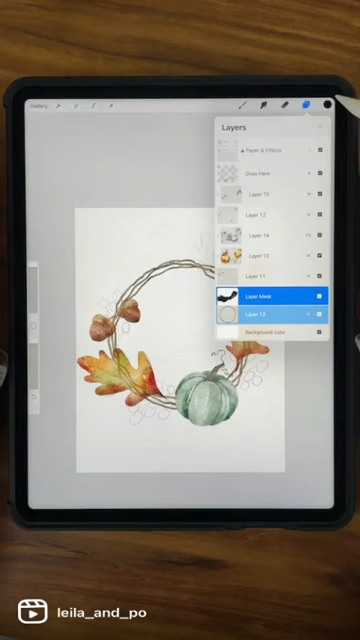 Gallery
Layers
Paper & Effects
Draw Here
Layer 10
Layer 12
Layer 14
Layer 15
Layer 11
Layer Mask
Layer 13
Background color
leila_and_po